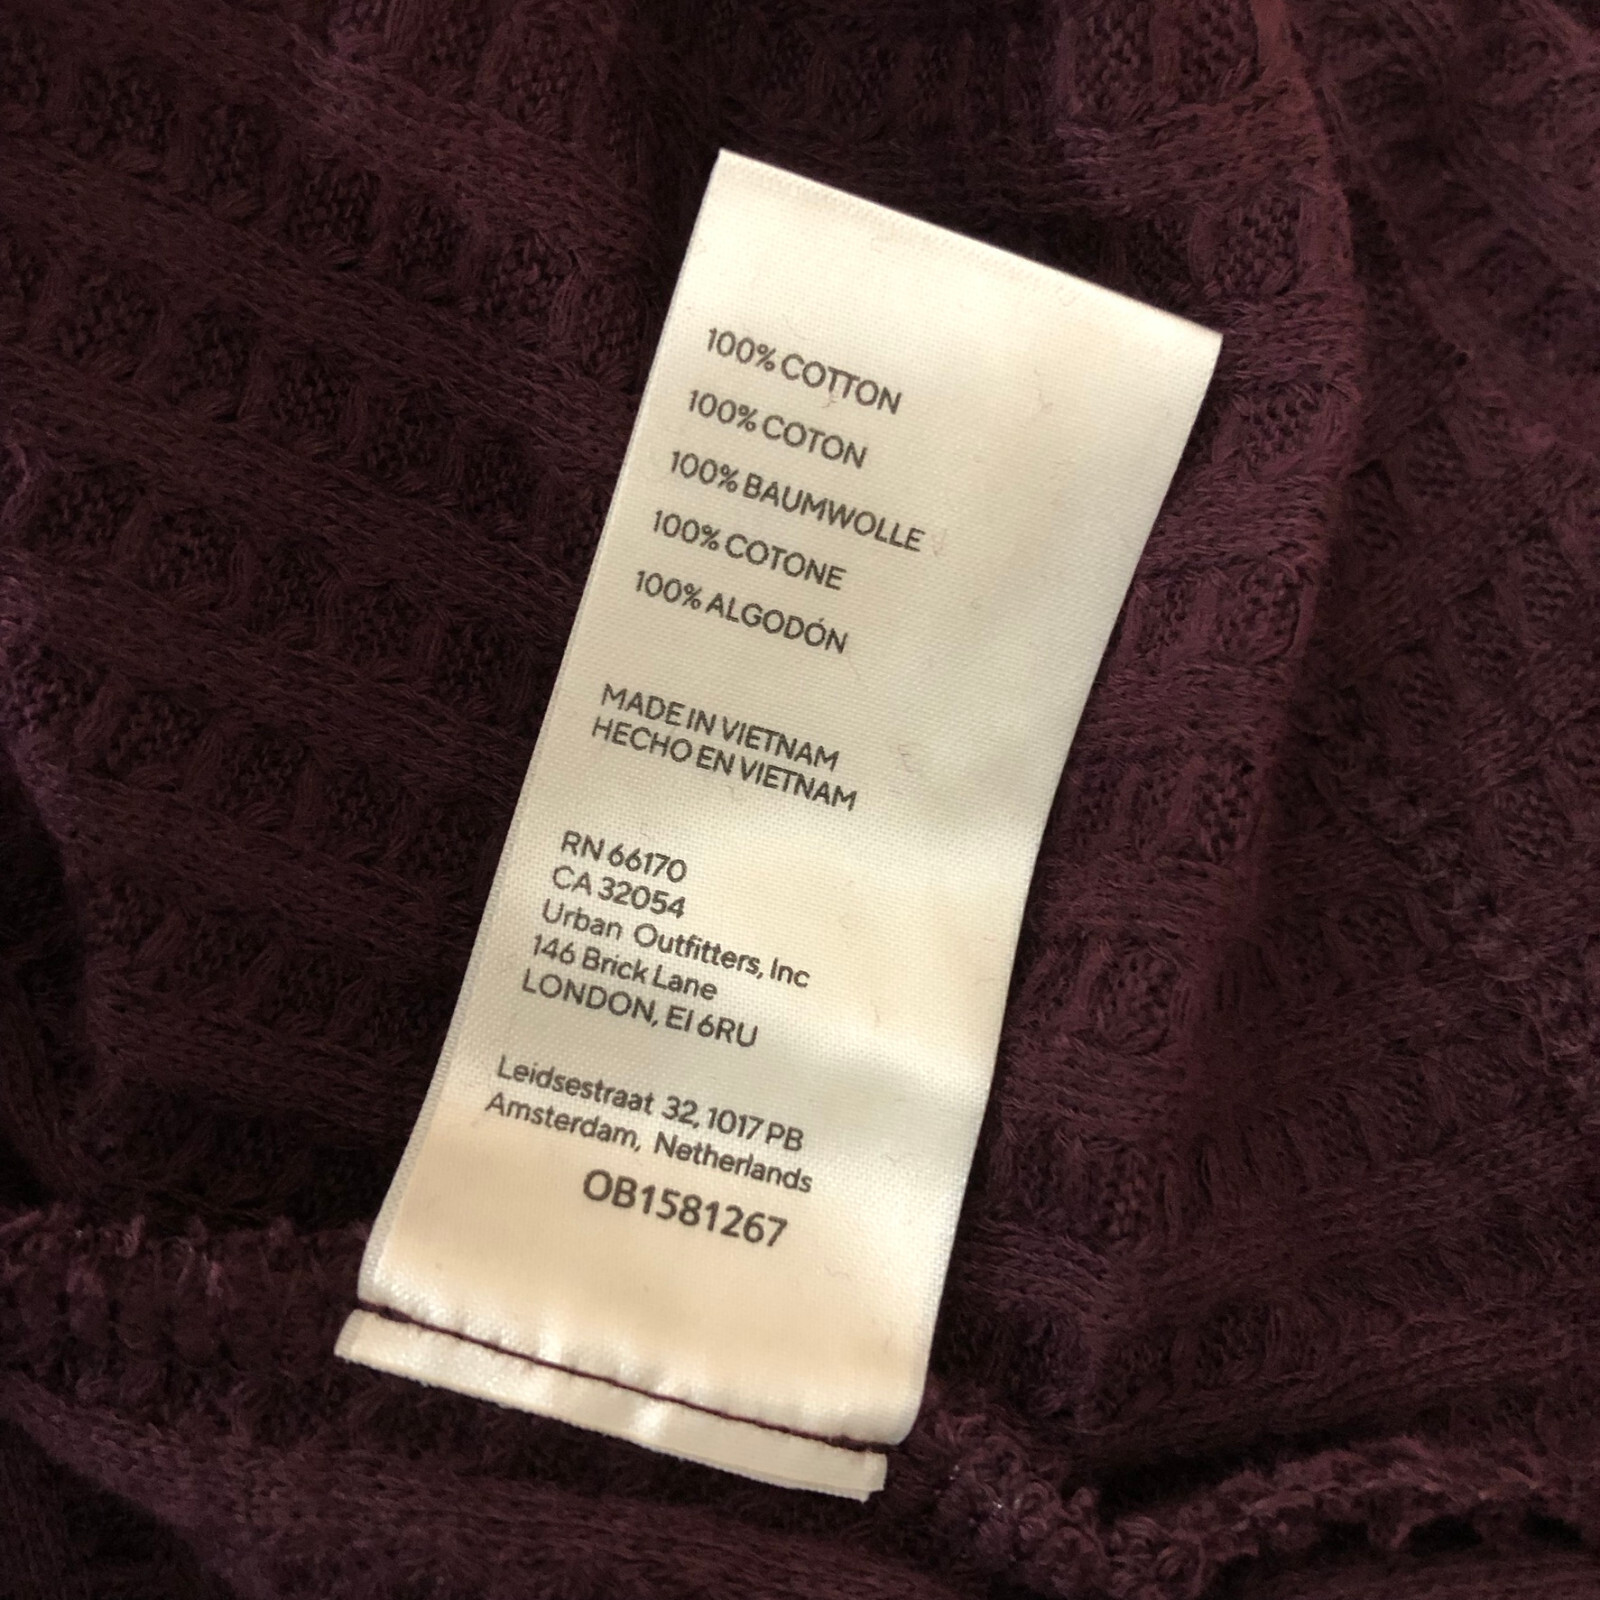 100% COTTON
100% COTON
100% BAUMWOLLE
100% COTONE
100% ALGODÓN
MADE IN VIETNAM
HECHO EN VIETNAM
RN 66170
CA 32054
Urban Outfitters, Inc
146 Brick Lane
LONDON, E1 6RU
Leidsestraat 32, 1017 PB
Amsterdam, Netherlands
OB1581267